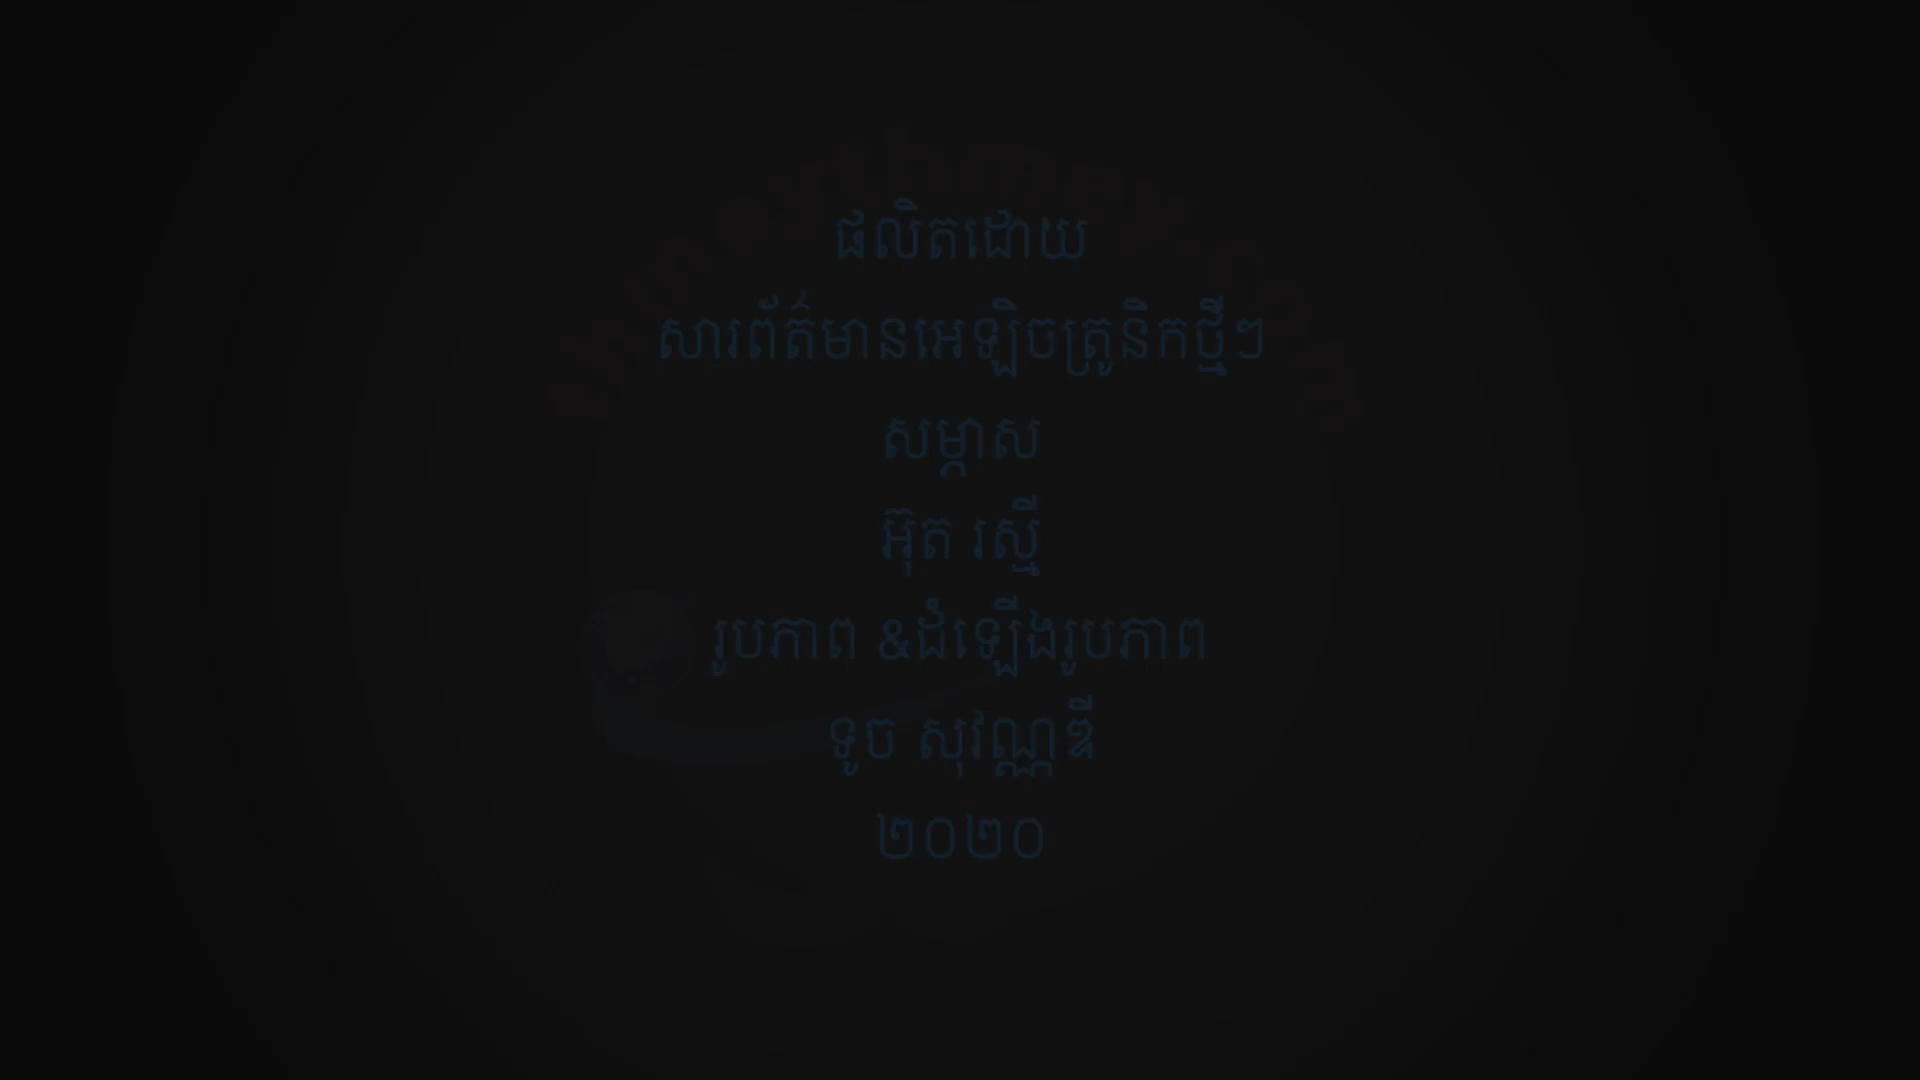 ផលិតដោយ
សារព័ត៌មានអេឡិចត្រូនិកថ្មីៗ
សម្ភាស
អ៊ុត រស្មី
រូបភាព &ដំឡើងរូបភាព
ទូច សុវណ្ណឌី
២០២០